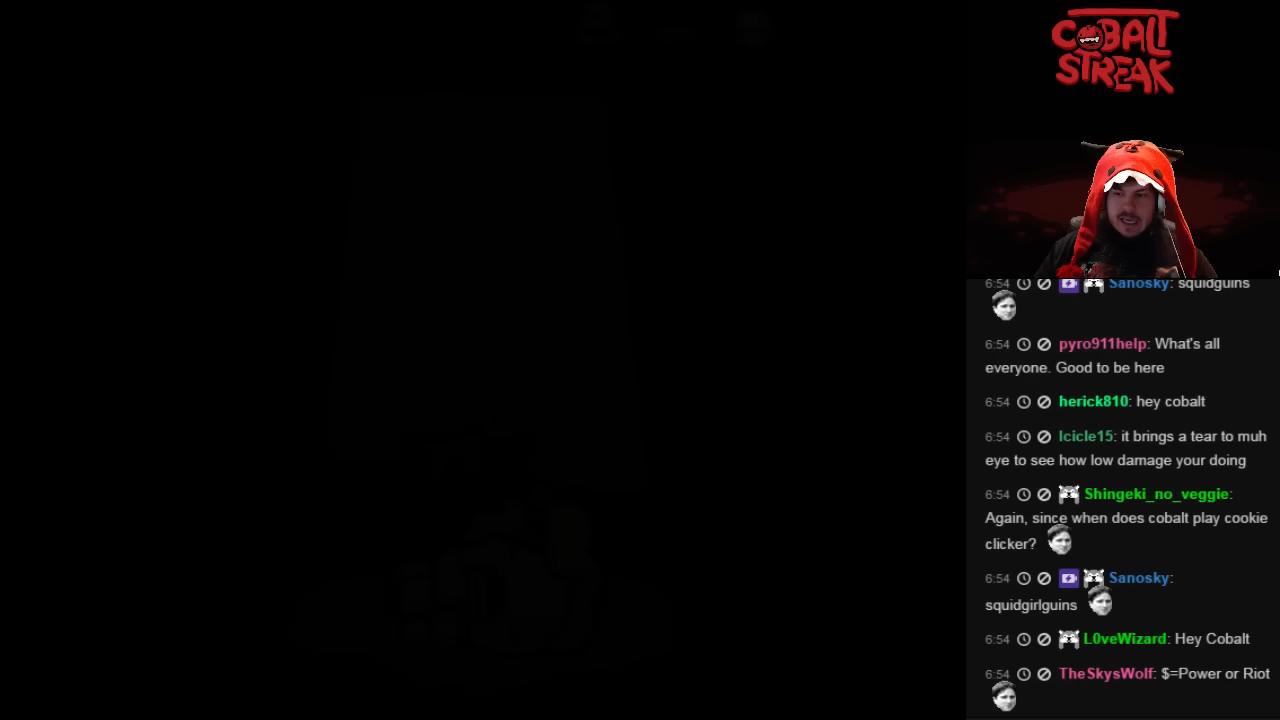 COBALT
STREAK
6:54 Sanosky: squidguins
6:54 pyro911help: What's all
everyone. Good to be here
6:54 herick810: hey cobalt
6:54 Icicle15: it brings a tear to muh
eye to see how low damage your doing
6:54 Shingeki_no_veggie:
Again, since when does cobalt play cookie
clicker?
6:54 Sanosky:
squidgirlguins
6:54 L0veWizard: Hey Cobalt
6:54 TheSkysWolf: $=Power or Riot